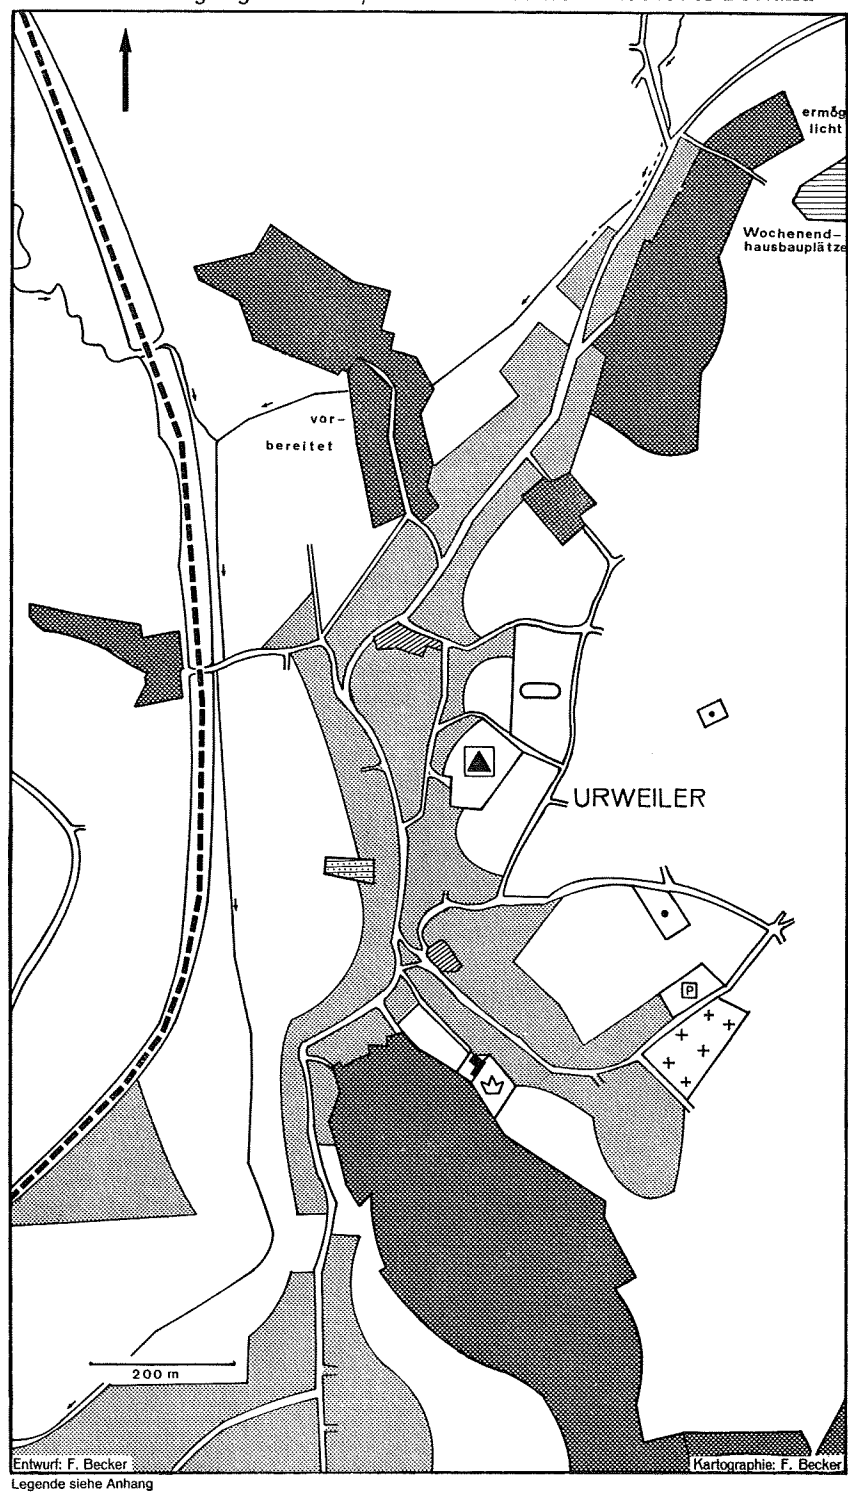 ermög
licht
Wochenend-
hausbauplätze
vor-
bereitet
P
URWEILER
200 m
Entwurf: F. Becker
Kartographie: F. Becker
Legende siehe Anhang